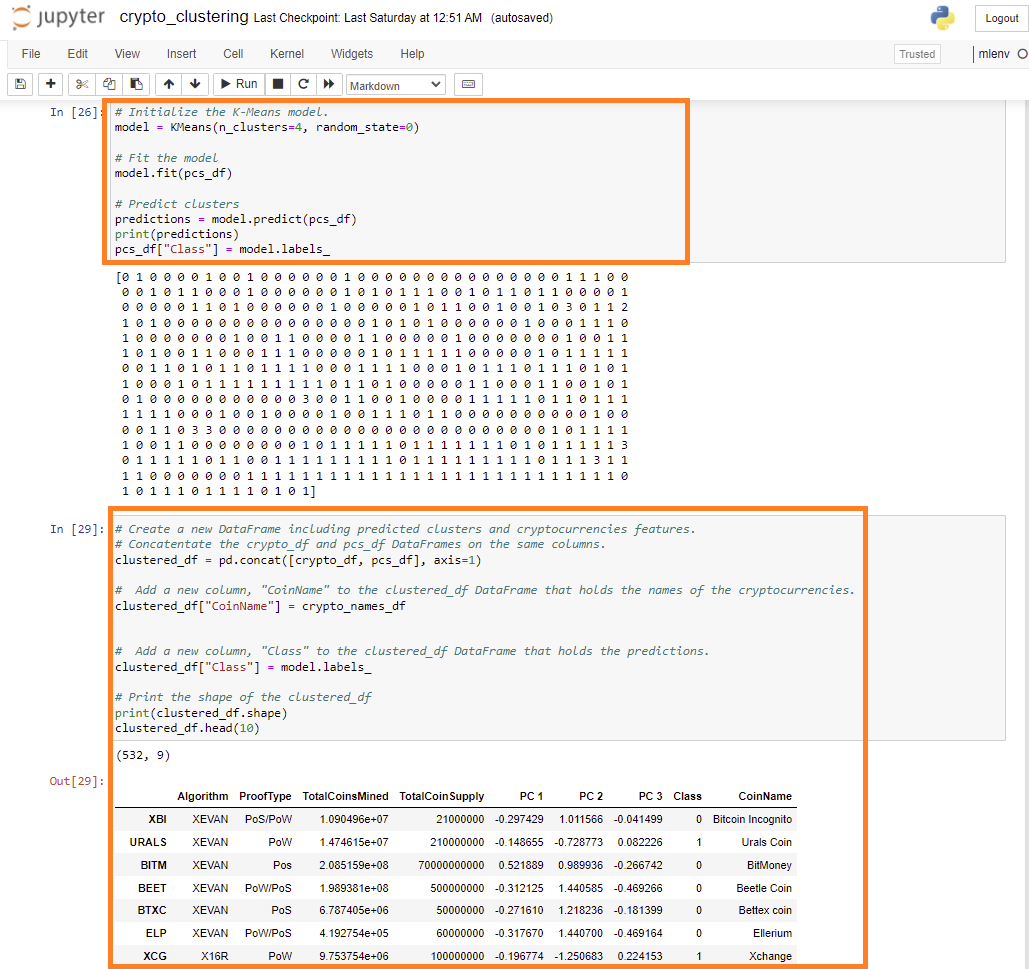 jupyter crypto_clustering Last Checkpoint: Last Saturday at 12:51 AM (autosaved)
Logout
File Edit View Insert Cell Kernel Widgets Help
Trusted
mlenv
Run
Markdown
In [26]:
# Initialize the K-Means model.
model = KMeans(n_clusters=4, random_state=0)
# Fit the model
model.fit(pcs_df)
# Predict clusters
predictions = model.predict(pcs_df)
print(predictions)
pcs_df["Class"] = model.labels_
[0 1 0 0 0 0 1 0 0 1 0 0 0 0 0 0 1 0 0 0 0 0 0 0 0 0 0 0 0 0 0 0 1 1 1 0 0
0 0 1 0 1 1 0 0 0 1 0 0 0 0 0 0 1 0 1 0 1 1 1 0 0 1 0 1 1 0 1 1 0 0 0 0 1
0 0 0 0 0 1 1 0 1 0 0 0 0 0 0 0 0 0 0 0 0 1 0 1 1 0 0 1 0 0 1 0 3 0 1 1 2
1 0 1 0 0 0 0 0 0 0 0 0 0 0 0 0 0 0 1 0 1 0 1 0 0 0 0 0 0 0 1 0 0 0 1 1 1 0
1 0 0 0 0 0 0 0 1 0 0 1 1 0 0 0 0 1 1 0 0 0 0 0 0 0 0 0 0 0 0 1 0 0 1 1
1 0 1 0 0 1 1 0 0 0 1 1 1 0 0 0 0 1 0 1 1 1 1 1 0 0 0 0 0 0 1 0 1 1 1 1 1
0 0 1 1 0 1 0 1 1 0 1 1 1 1 0 0 0 1 1 1 1 0 0 1 1 1 0 1 0 1 1 1 0 1 0 1
1 0 0 0 1 0 1 1 1 1 1 1 1 1 1 0 1 1 0 1 0 0 0 0 0 1 1 1 0 0 1 1 0 0 1 0 1
0 1 0 0 0 0 0 0 0 0 0 0 0 3 0 0 1 1 0 0 1 0 0 0 0 1 1 1 1 1 0 1 1 0 1 1 1
1 1 1 1 0 0 0 1 0 0 1 0 0 0 0 1 0 0 1 1 1 0 1 1 0 0 0 0 0 0 0 0 0 0 1 0 0
0 0 1 1 0 3 3 0 0 0 0 0 0 0 0 0 0 0 0 0 0 0 0 0 0 0 0 0 0 0 0 1 0 1 1 1 1
1 0 0 1 1 0 0 0 0 0 0 0 0 1 0 1 1 1 1 1 0 1 1 1 1 1 1 1 0 1 0 1 1 1 1 1 3
0 1 1 1 1 1 0 1 1 0 0 1 1 1 1 1 1 1 1 1 0 1 1 1 1 1 1 1 1 1 0 1 1 1 3 1 1
1 1 0 0 0 0 0 0 0 1 1 1 1 1 1 1 1 1 1 1 1 1 1 1 1 1 1 1 1 1 1 1 1 1 1 1 0
1 0 1 1 1 0 1 1 1 1 0 1 0 1]
In [29]:
# Create a new DataFrame including predicted clusters and cryptocurrencies features.
# Concatentate the crypto_df and pcs_df DataFrames on the same columns.
clustered_df = pd.concat([crypto_df, pcs_df], axis=1)
#  Add a new column, "CoinName" to the clustered_df DataFrame that holds the names of the cryptocurrencies.
clustered_df["CoinName"] = crypto_names_df
#  Add a new column, "Class" to the clustered_df DataFrame that holds the predictions.
clustered_df["Class"] = model.labels_
# Print the shape of the clustered_df
print(clustered_df.shape)
clustered_df.head(10)
(532, 9)
Out[29]:
Algorithm ProofType TotalCoinsMined TotalCoinSupply PC 1 PC 2 PC 3 Class CoinName
XBI XEVAN PoS/PoW 1.090496e+07 21000000 -0.297429 1.011566 -0.041499 0 Bitcoin Incognito
URALS XEVAN PoW 1.474615e+07 210000000 -0.148655 -0.728773 0.082226 1 Urals Coin
BITM XEVAN Pos 2.085159e+08 70000000000 0.521889 0.989936 -0.266742 0 BitMoney
BEET XEVAN PoW/PoS 1.989381e+08 500000000 -0.312125 1.440585 -0.469266 0 Beetle Coin
BTXC XEVAN PoS 6.787405e+06 50000000 -0.271610 1.218236 -0.181399 0 Bettex coin
ELP XEVAN PoW/PoS 4.192754e+05 60000000 -0.317670 1.440700 -0.469164 0 Ellerium
XCG X16R PoW 9.753754e+06 100000000 -0.196774 -1.250683 0.224153 1 Xchange